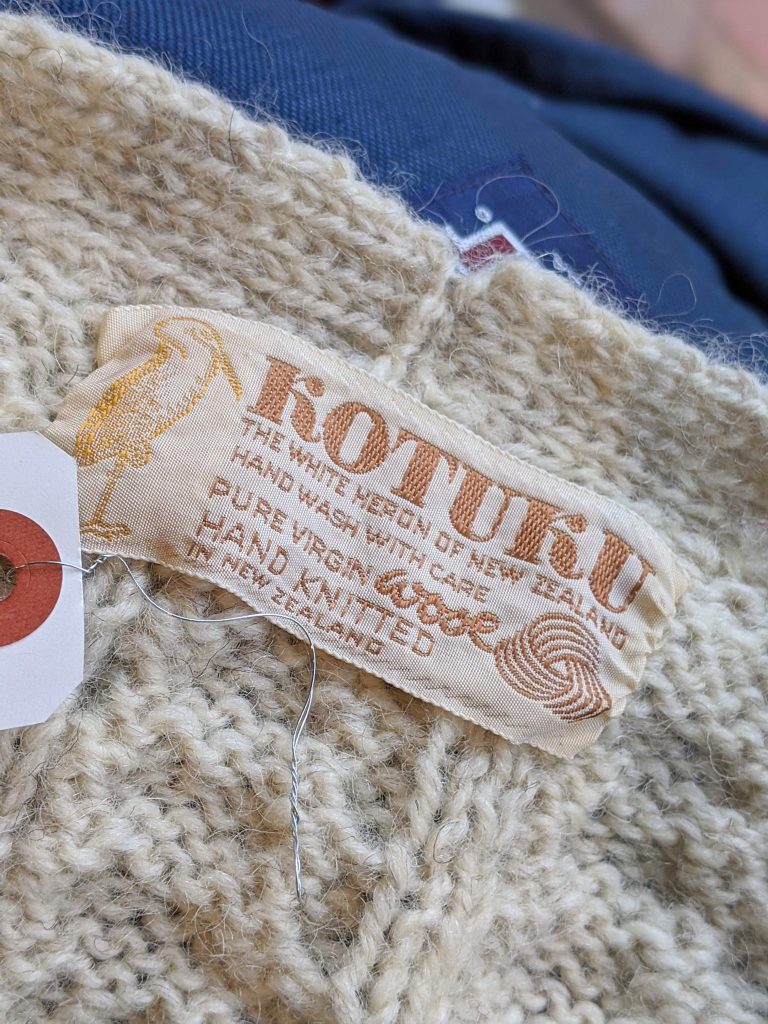 KOTUKU
THE WHITE HERON OF NEW ZEALAND
HAND WASH WITH CARE
PURE VIRGIN wool
HAND KNITTED
IN NEW ZEALAND